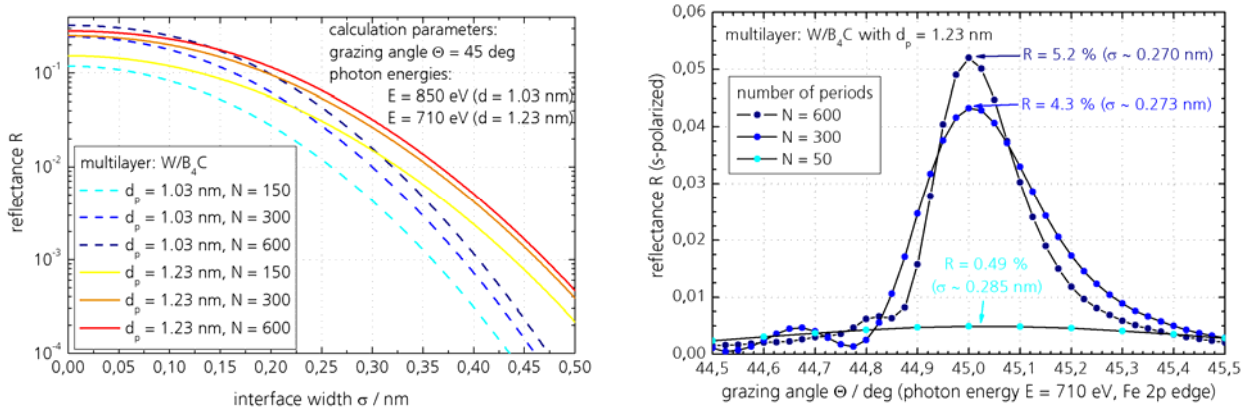 calculation parameters:
grazing angle Θ = 45 deg
photon energies:
E = 850 eV (d = 1.03 nm)
E = 710 eV (d = 1.23 nm)
reflectance R
10⁻¹
10⁻²
10⁻³
10⁻⁴
multilayer: W/B₄C
dₚ = 1.03 nm, N = 150
dₚ = 1.03 nm, N = 300
dₚ = 1.03 nm, N = 600
dₚ = 1.23 nm, N = 150
dₚ = 1.23 nm, N = 300
dₚ = 1.23 nm, N = 600
0,00 0,05 0,10 0,15 0,20 0,25 0,30 0,35 0,40 0,45 0,50
interface width σ / nm
reflectance R (s-polarized)
0,06
0,05
0,04
0,03
0,02
0,01
0,00
multilayer: W/B₄C with dₚ = 1.23 nm
R = 5.2 % (σ ~ 0.270 nm)
R = 4.3 % (σ ~ 0.273 nm)
number of periods
N = 600
N = 300
N = 50
R = 0.49 %
(σ ~ 0.285 nm)
44,5 44,6 44,7 44,8 44,9 45,0 45,1 45,2 45,3 45,4 45,5
grazing angle Θ / deg (photon energy E = 710 eV, Fe 2p edge)